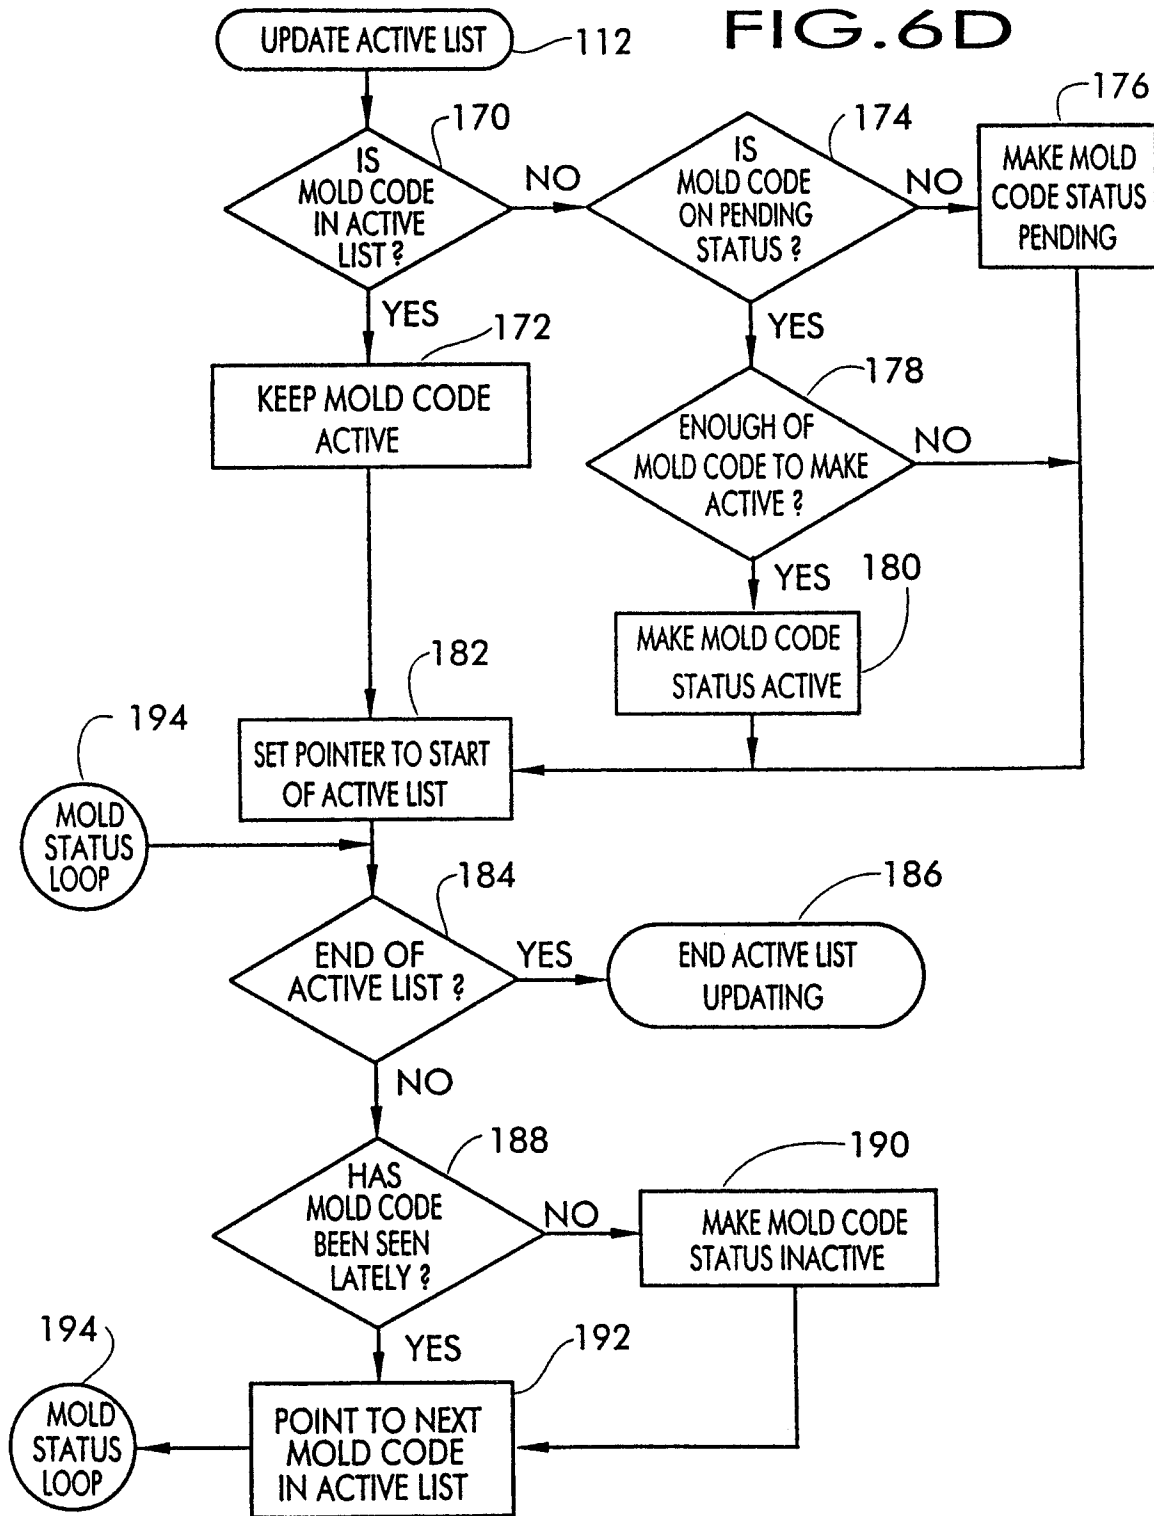 FIG.6D
UPDATE ACTIVE LIST
112
170
IS
MOLD CODE
IN ACTIVE
LIST ?
NO
174
IS
MOLD CODE
ON PENDING
STATUS ?
NO
176
MAKE MOLD
CODE STATUS
PENDING
YES
172
KEEP MOLD CODE
ACTIVE
YES
178
ENOUGH OF
MOLD CODE TO MAKE
ACTIVE ?
NO
YES
180
MAKE MOLD CODE
STATUS ACTIVE
182
SET POINTER TO START
OF ACTIVE LIST
194
MOLD
STATUS
LOOP
184
END OF
ACTIVE LIST ?
YES
186
END ACTIVE LIST
UPDATING
NO
188
HAS
MOLD CODE
BEEN SEEN
LATELY ?
NO
190
MAKE MOLD CODE
STATUS INACTIVE
YES
192
POINT TO NEXT
MOLD CODE
IN ACTIVE LIST
194
MOLD
STATUS
LOOP